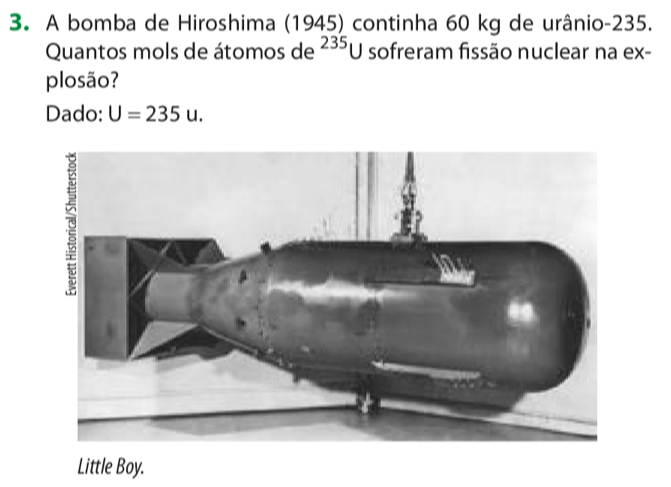 3. A bomba de Hiroshima (1945) continha 60 kg de urânio-235.
Quantos mols de átomos de ²³⁵U sofreram fissão nuclear na ex-
plosão?
Dado: U = 235 u.
Everett Historical/Shutterstock
Little Boy.